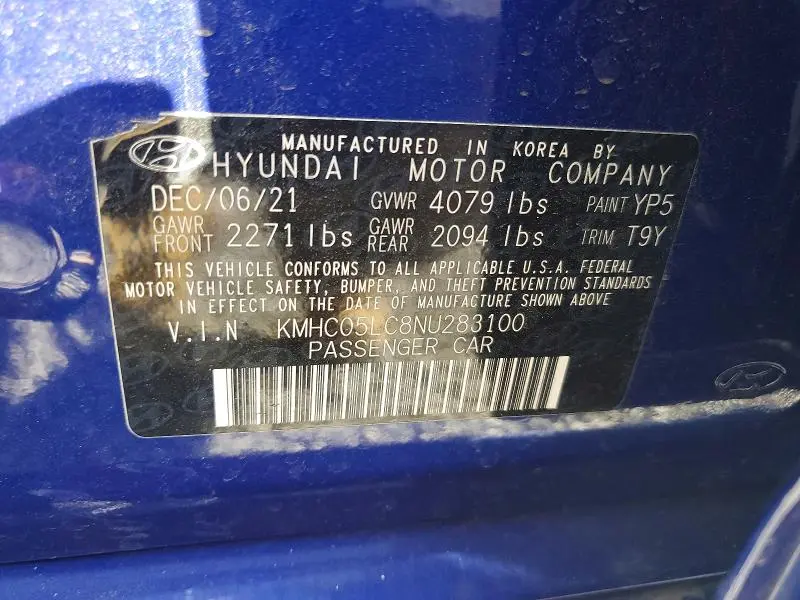 MANUFACTURED IN KOREA BY
HYUNDAI MOTOR COMPANY
DEC/06/21 GVWR 4079 lbs PAINT YP5
GAWR FRONT 2271 lbs GAWR REAR 2094 lbs TRIM T9Y
THIS VEHICLE CONFORMS TO ALL APPLICABLE U.S.A. FEDERAL
MOTOR VEHICLE SAFETY, BUMPER, AND THEFT PREVENTION STANDARDS
IN EFFECT ON THE DATE OF MANUFACTURE SHOWN ABOVE
V.I.N KMHC05LC8NU283100
PASSENGER CAR